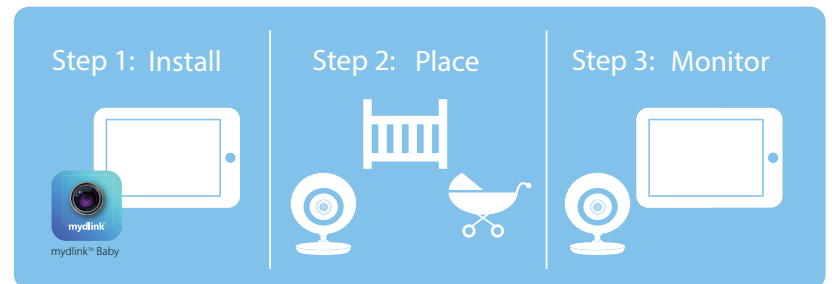 Step 1: Install
mydlink
mydlink™ Baby
Step 2: Place
Step 3: Monitor